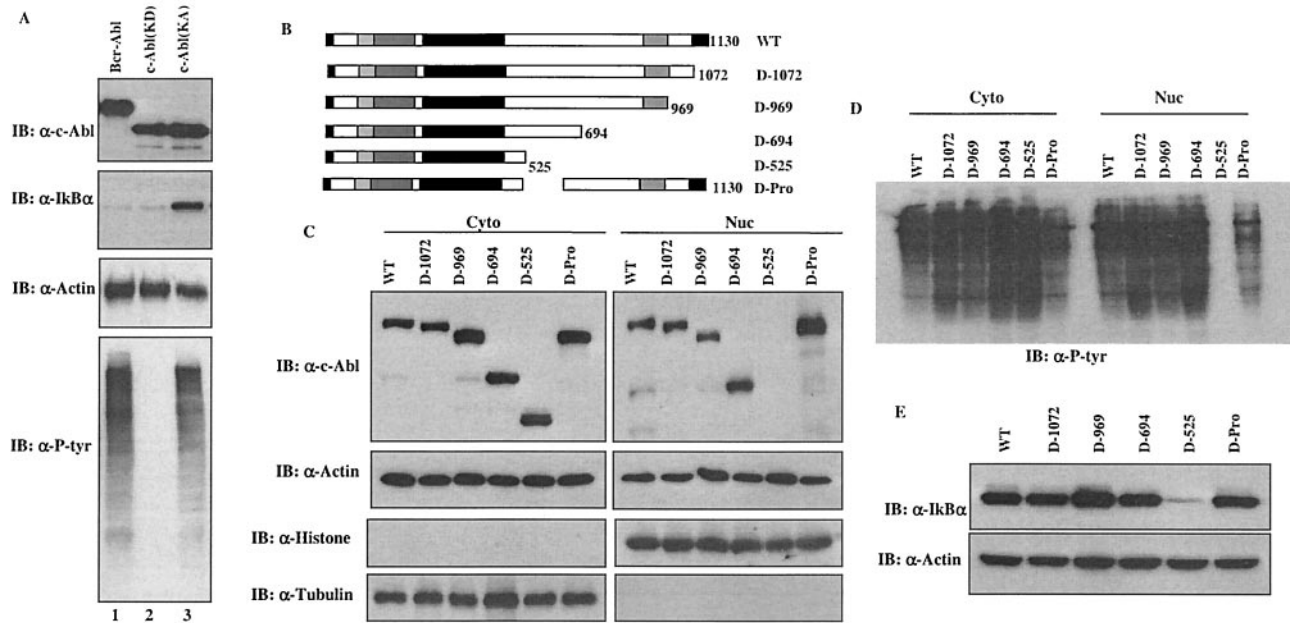 A
Bcr-Abl
c-Abl(KD)
c-Abl(KA)
IB: α-c-Abl
IB: α-IkBα
IB: α-Actin
IB: α-P-tyr
1 2 3
B
1130 WT
1072 D-1072
969 D-969
694 D-694
525 D-525
1130 D-Pro
C
Cyto Nuc
WT D-1072 D-969 D-694 D-525 D-Pro WT D-1072 D-969 D-694 D-525 D-Pro
IB: α-c-Abl
IB: α-Actin
IB: α-Histone
IB: α-Tubulin
D
Cyto Nuc
WT D-1072 D-969 D-694 D-525 D-Pro WT D-1072 D-969 D-694 D-525 D-Pro
IB: α-P-tyr
E
WT D-1072 D-969 D-694 D-525 D-Pro
IB: α-IkBα
IB: α-Actin